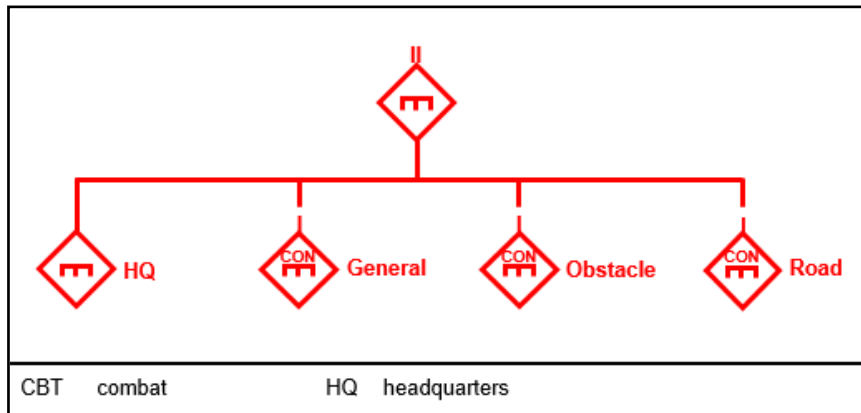 II
HQ
CON
General
CON
Obstacle
CON
Road
CBT combat HQ headquarters